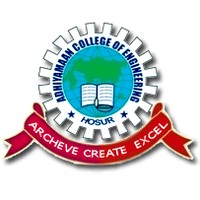 ADHIYAMAAN COLLEGE OF ENGINEERING
HOSUR
ARCHEVE CREATE EXCEL